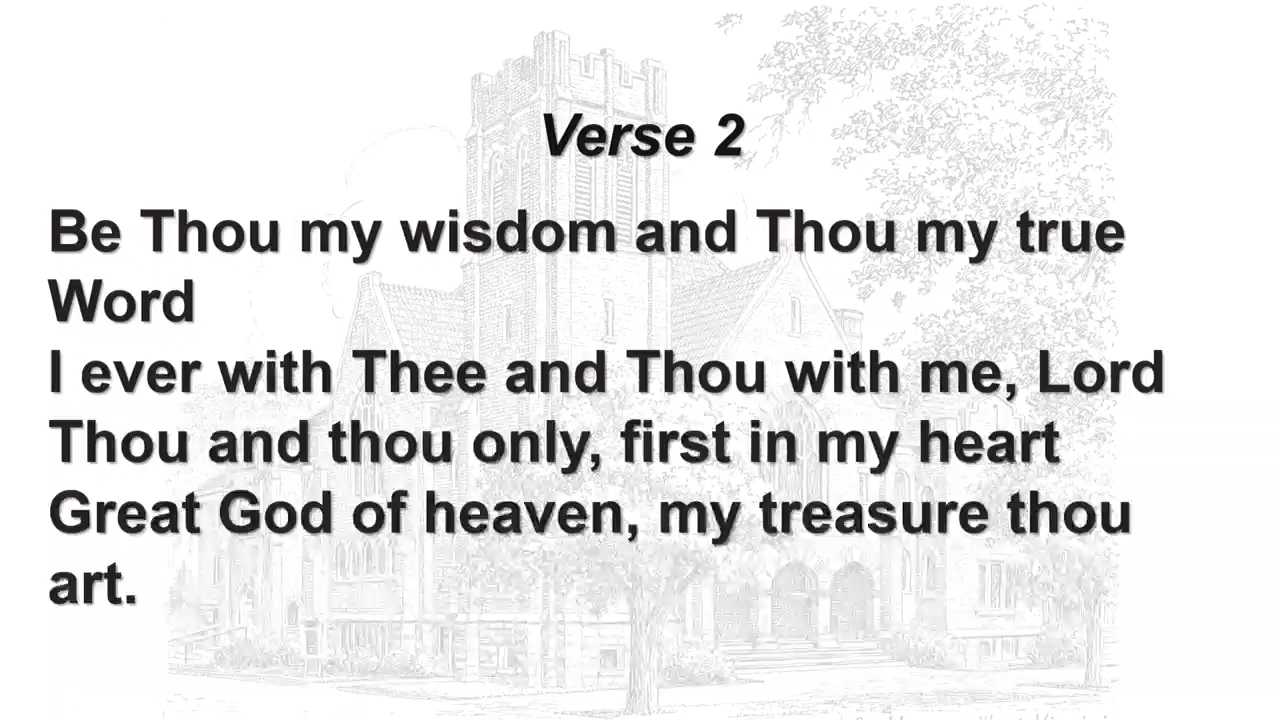 Verse 2
Be Thou my wisdom and Thou my true
Word
I ever with Thee and Thou with me, Lord
Thou and thou only, first in my heart
Great God of heaven, my treasure thou
art.